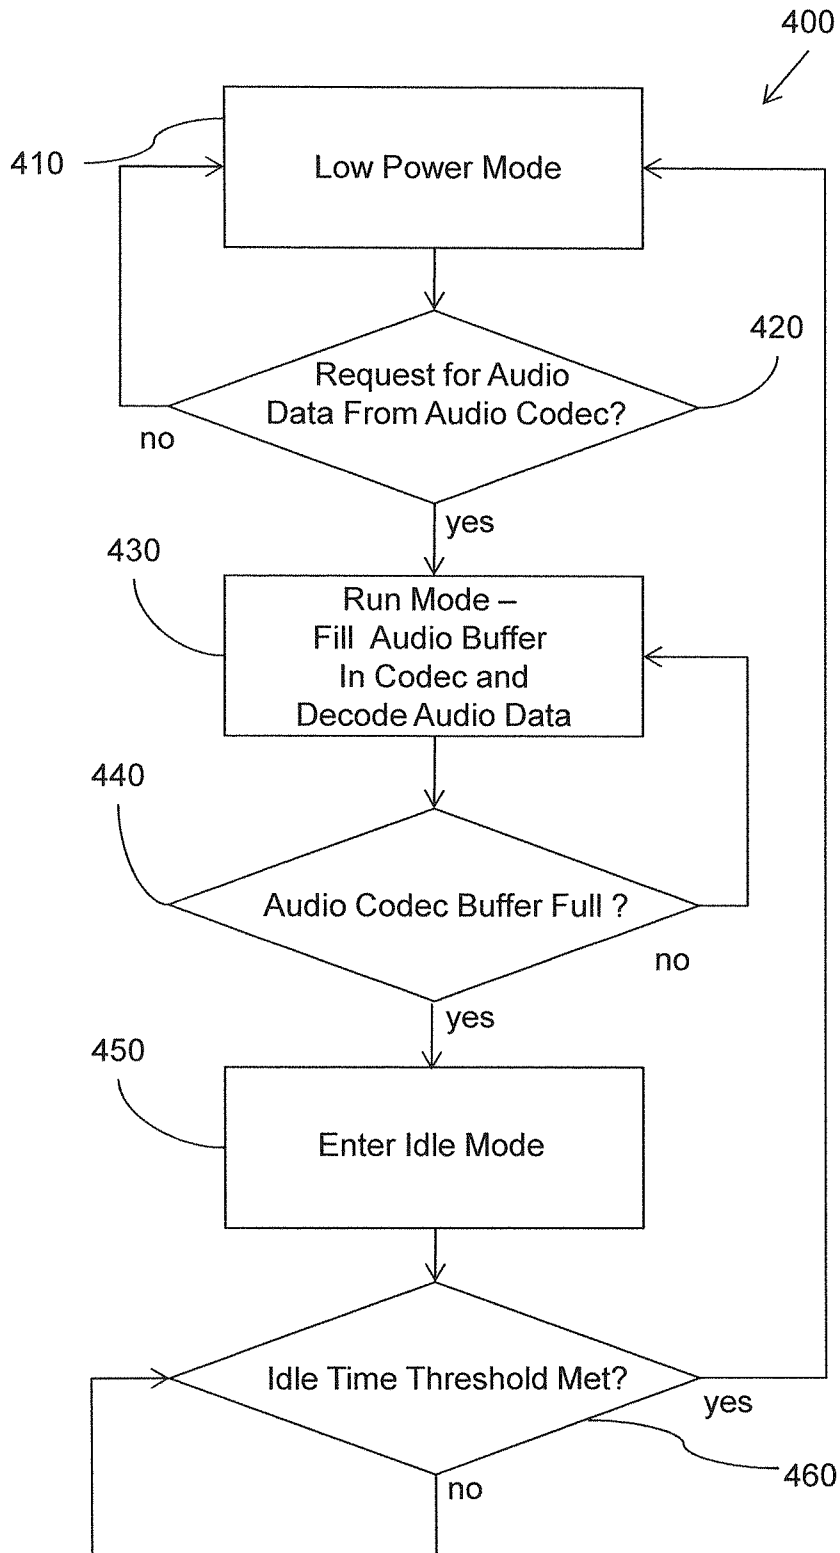 400
410
Low Power Mode
420
Request for Audio
Data From Audio Codec?
no
yes
430
Run Mode –
Fill Audio Buffer
In Codec and
Decode Audio Data
440
Audio Codec Buffer Full ?
no
yes
450
Enter Idle Mode
Idle Time Threshold Met?
yes
460
no